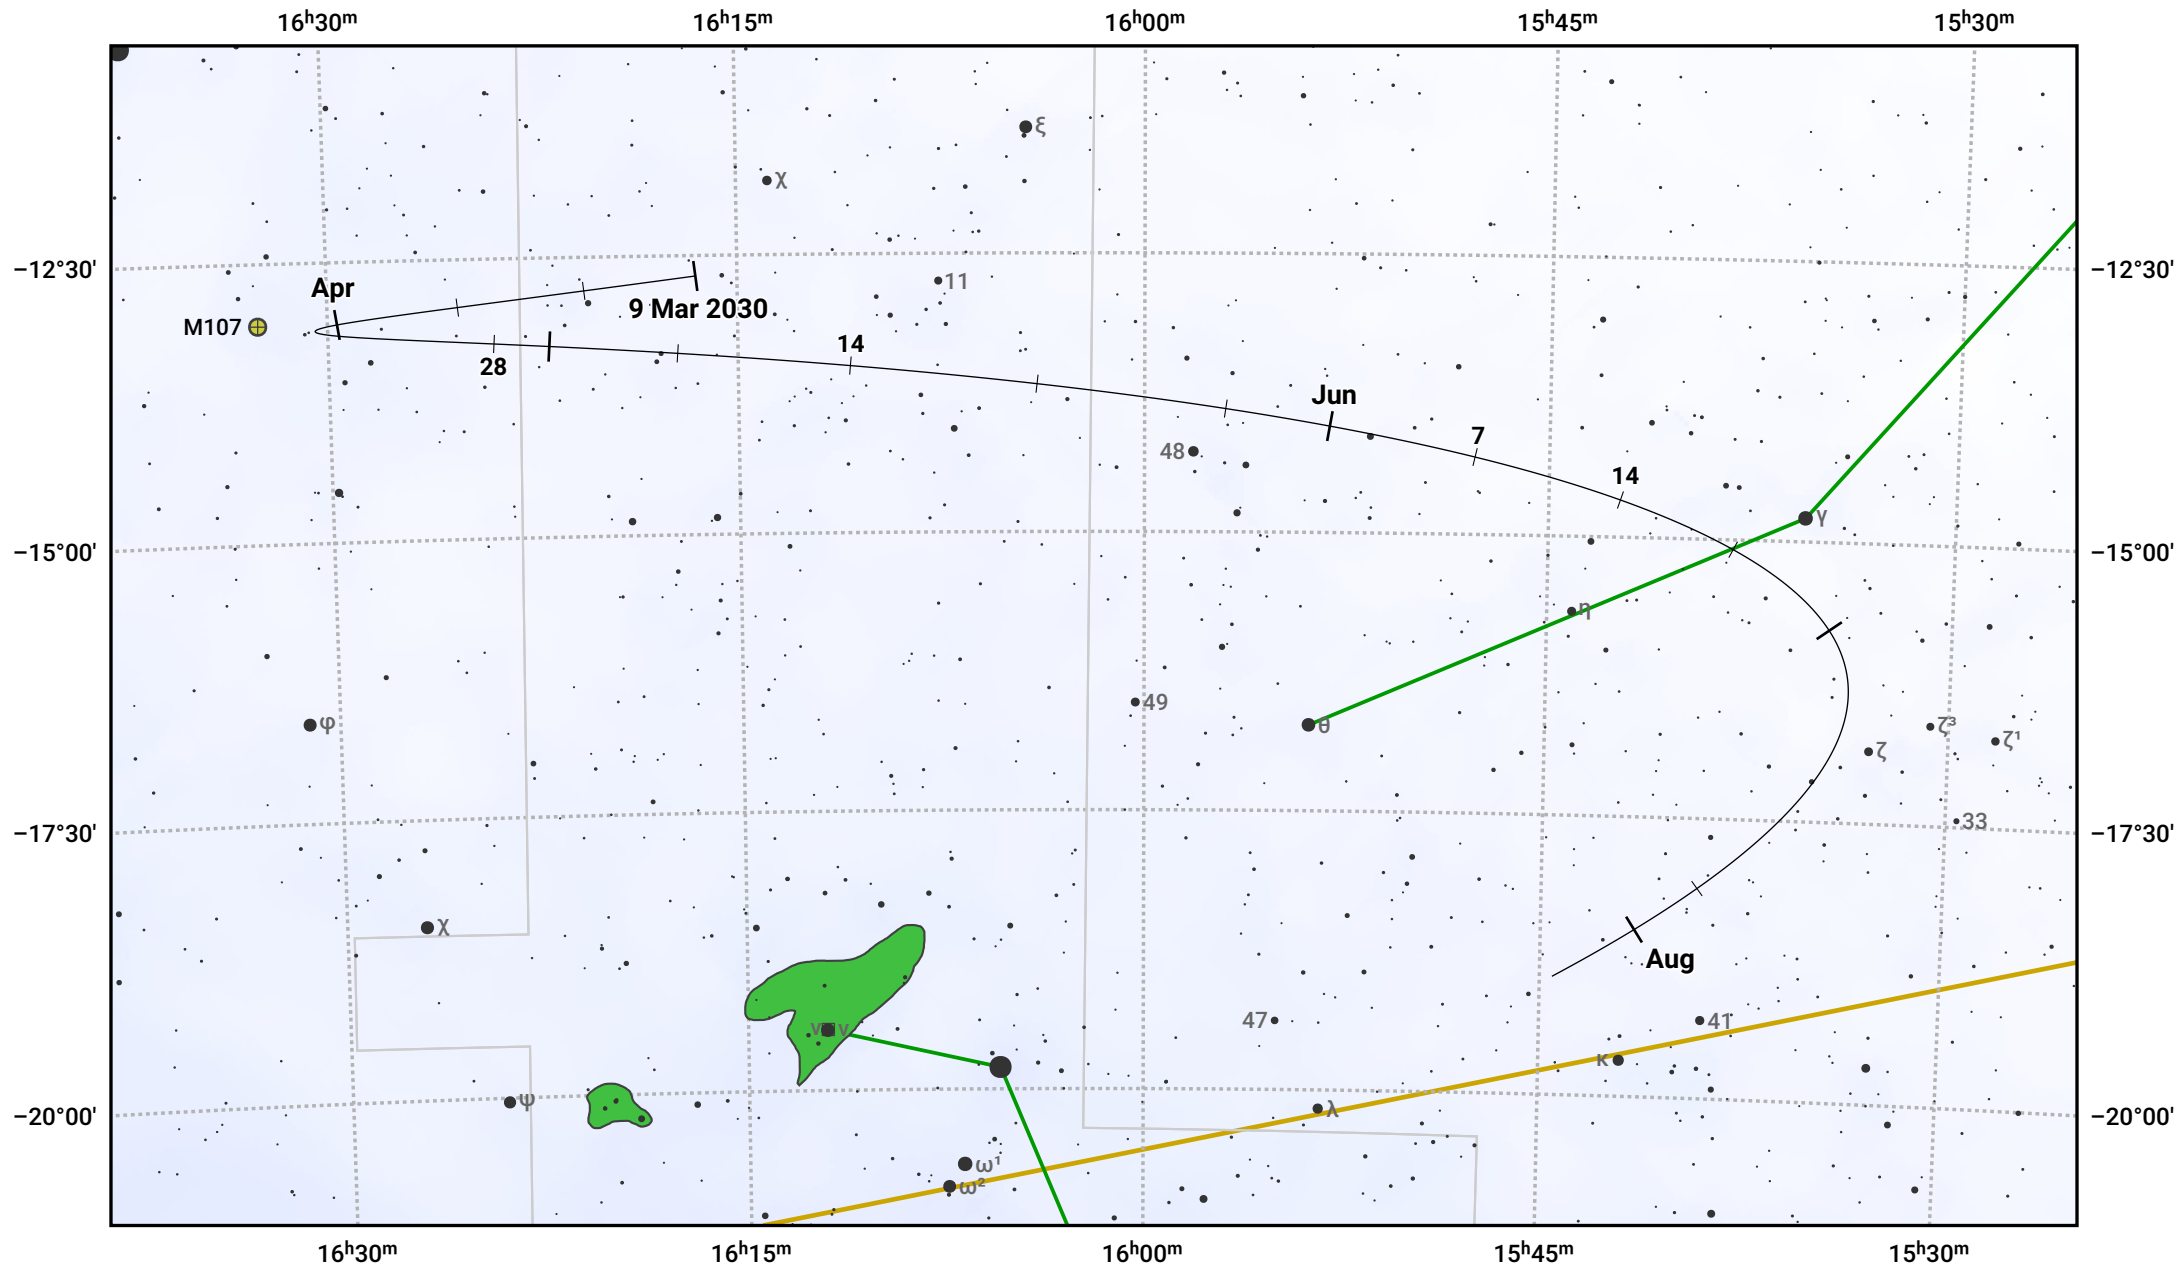 16ʰ30ᵐ 16ʰ15ᵐ 16ʰ00ᵐ 15ʰ45ᵐ 15ʰ30ᵐ
ξ
χ
−12°30' −12°30'
11
Apr
9 Mar 2030
M107
14
28
Jun
7
48
14
γ
−15°00' −15°00'
η
49
φ θ ζ³
ζ¹
ζ
33
−17°30' −17°30'
χ
Aug
47 41
ν ν
κ
ψ λ
−20°00' −20°00'
ω¹
ω²
16ʰ30ᵐ 16ʰ15ᵐ 16ʰ00ᵐ 15ʰ45ᵐ 15ʰ30ᵐ